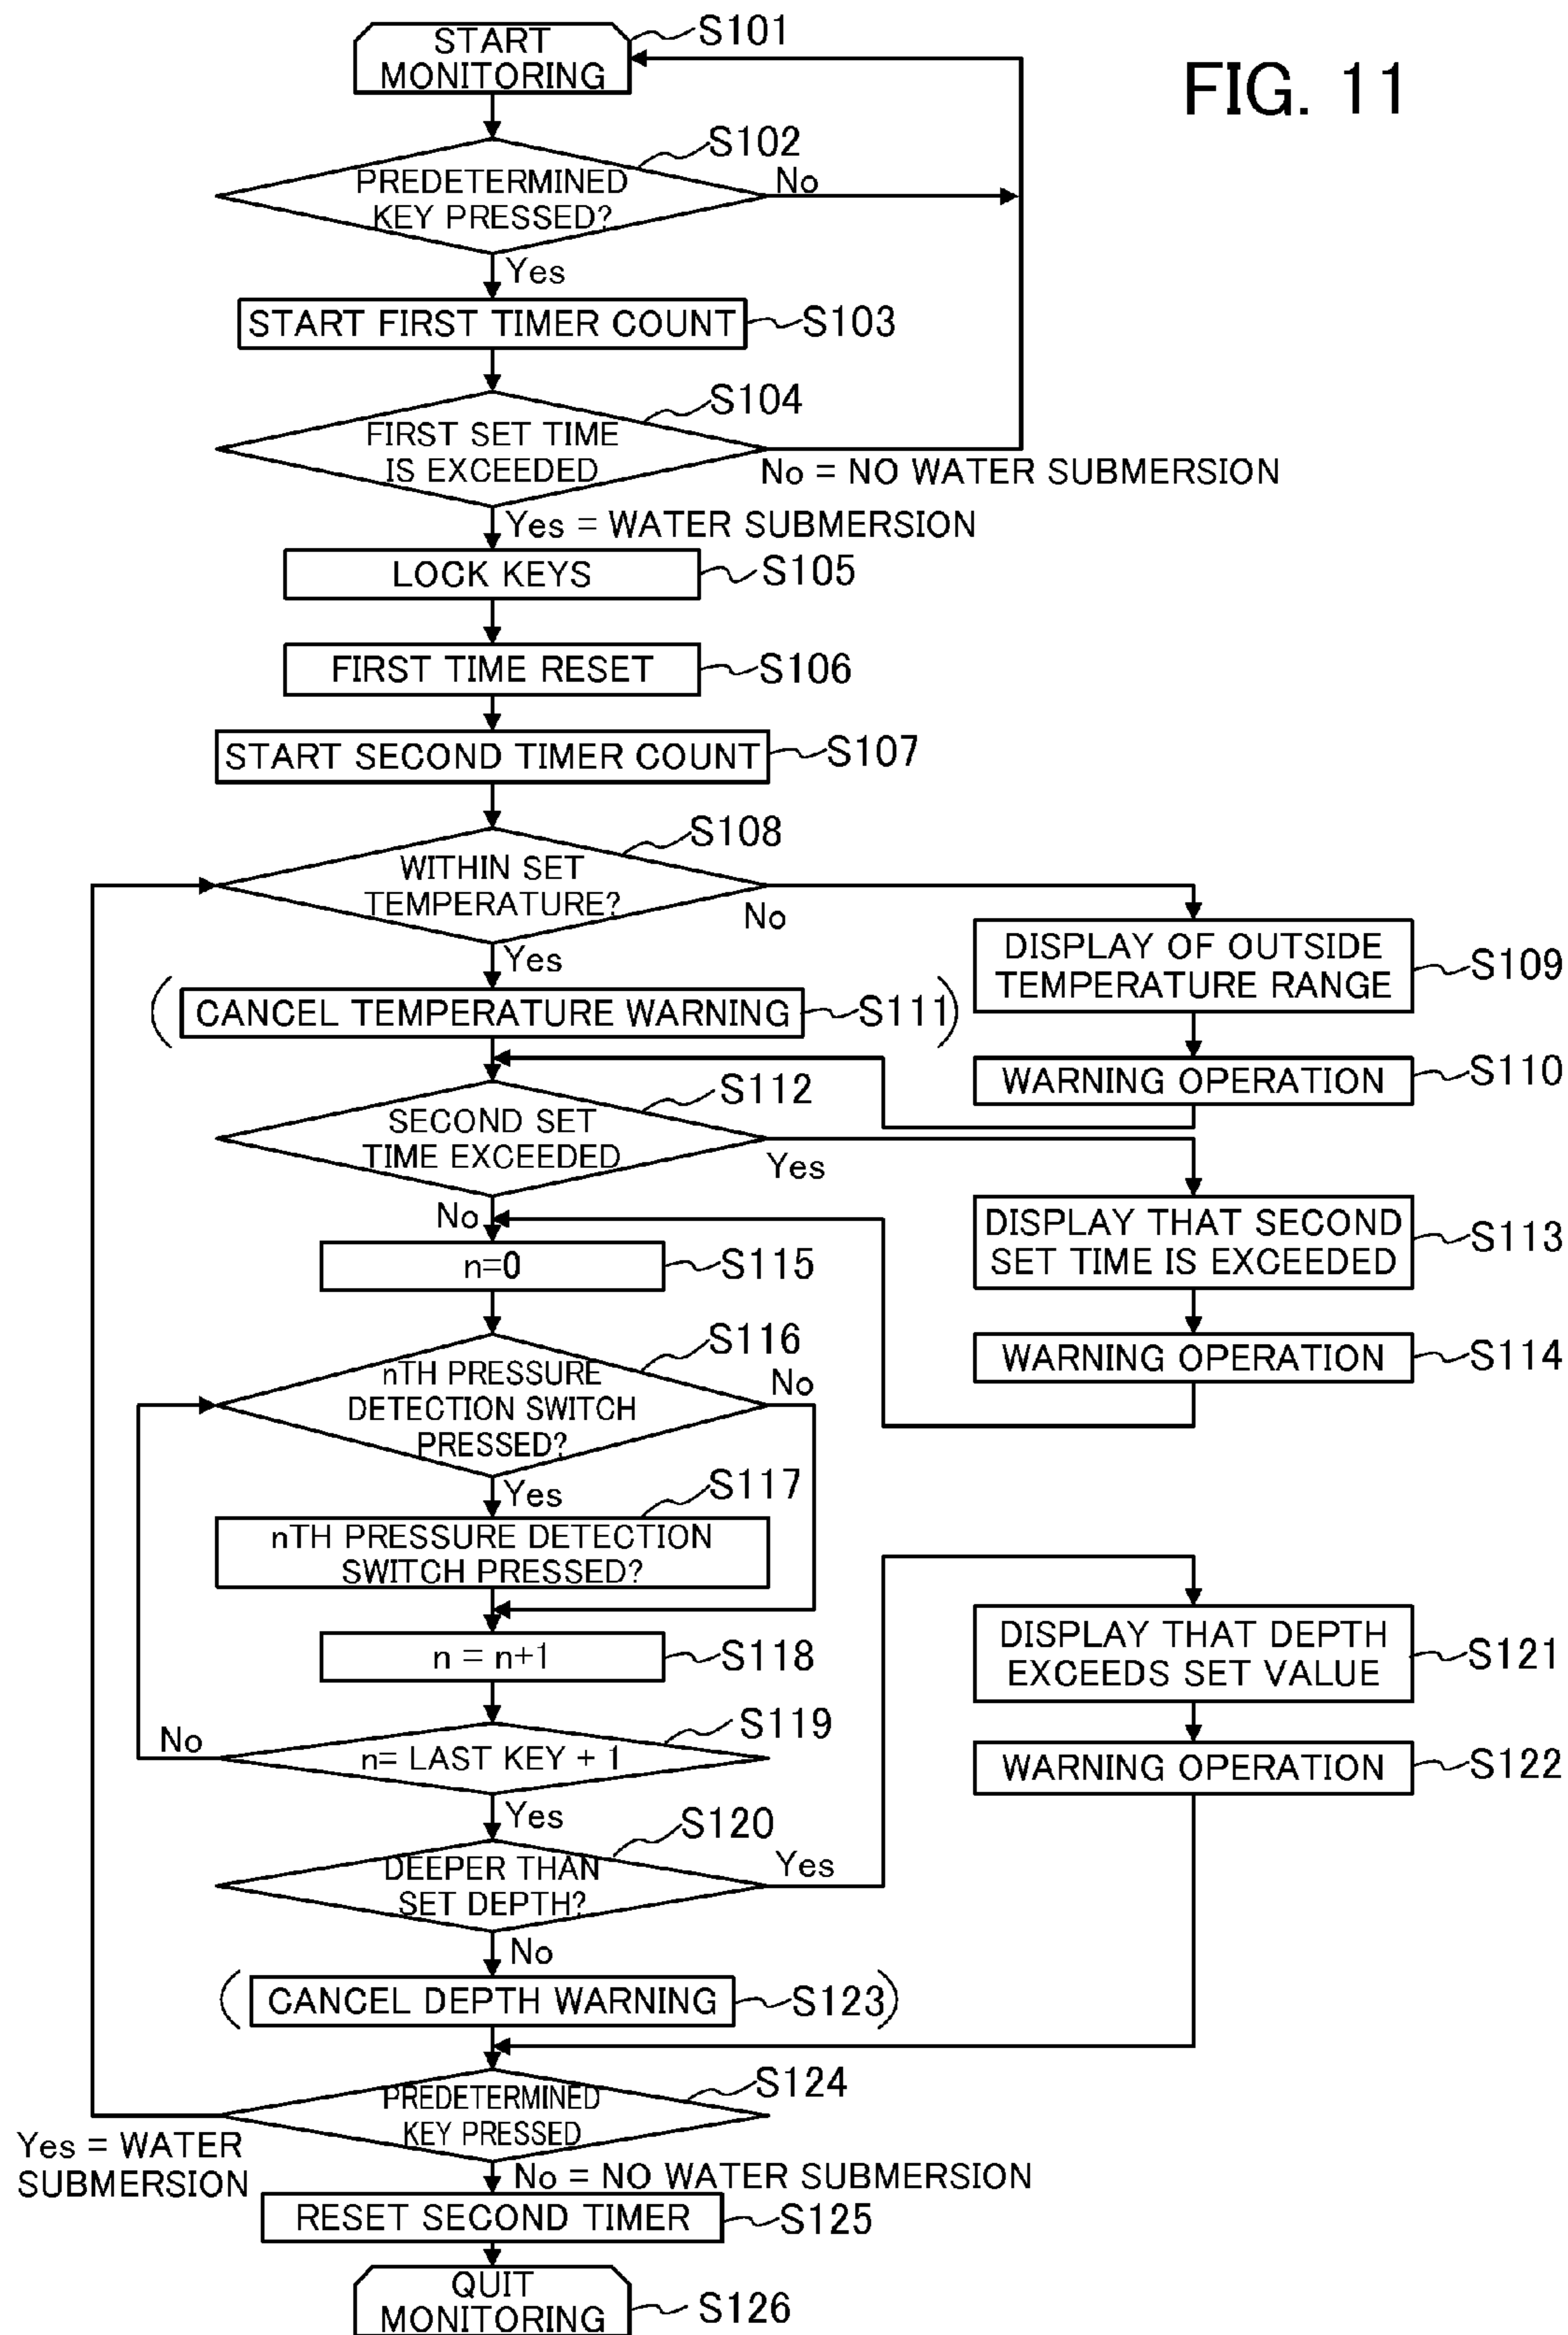 FIG. 11
START
MONITORING
S101
S102
PREDETERMINED
KEY PRESSED?
No
Yes
START FIRST TIMER COUNT
S103
S104
FIRST SET TIME
IS EXCEEDED
No = NO WATER SUBMERSION
Yes = WATER SUBMERSION
LOCK KEYS
S105
FIRST TIME RESET
S106
START SECOND TIMER COUNT
S107
S108
WITHIN SET
TEMPERATURE?
No
Yes
DISPLAY OF OUTSIDE
TEMPERATURE RANGE
S109
(CANCEL TEMPERATURE WARNING S111)
WARNING OPERATION
S110
S112
SECOND SET
TIME EXCEEDED
Yes
No
DISPLAY THAT SECOND
SET TIME IS EXCEEDED
S113
n=0
S115
WARNING OPERATION
S114
S116
nTH PRESSURE
DETECTION SWITCH
PRESSED?
No
Yes
S117
nTH PRESSURE DETECTION
SWITCH PRESSED?
n = n+1
S118
DISPLAY THAT DEPTH
EXCEEDS SET VALUE
S121
S119
n= LAST KEY + 1
No
Yes
WARNING OPERATION
S122
S120
DEEPER THAN
SET DEPTH?
Yes
No
(CANCEL DEPTH WARNING S123)
S124
PREDETERMINED
KEY PRESSED
Yes = WATER
SUBMERSION
No = NO WATER SUBMERSION
RESET SECOND TIMER
S125
QUIT
MONITORING
S126